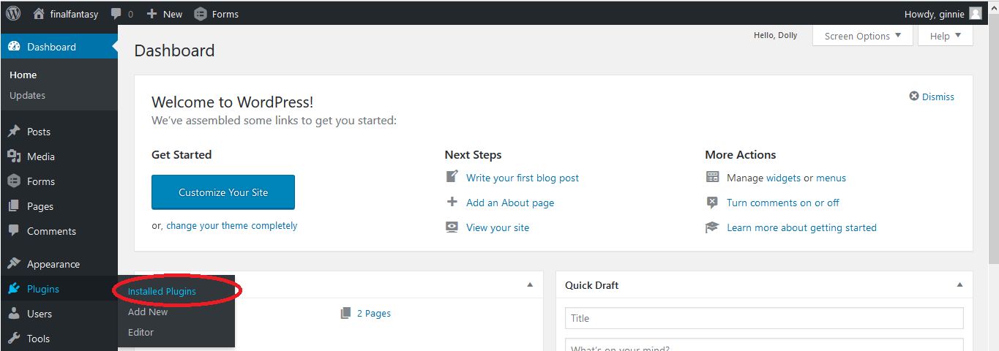 finalfantasy 0 New Forms Howdy, ginnie
Hello, Dolly Screen Options Help
Dashboard
Home
Updates
Posts
Media
Forms
Pages
Comments
Appearance
Plugins
Users
Tools
Installed Plugins
Add New
Editor
Dashboard
Welcome to WordPress!
We've assembled some links to get you started:
Dismiss
Get Started
Customize Your Site
or, change your theme completely
Next Steps
Write your first blog post
Add an About page
View your site
More Actions
Manage widgets or menus
Turn comments on or off
Learn more about getting started
2 Pages
Quick Draft
Title
What's on your mind?